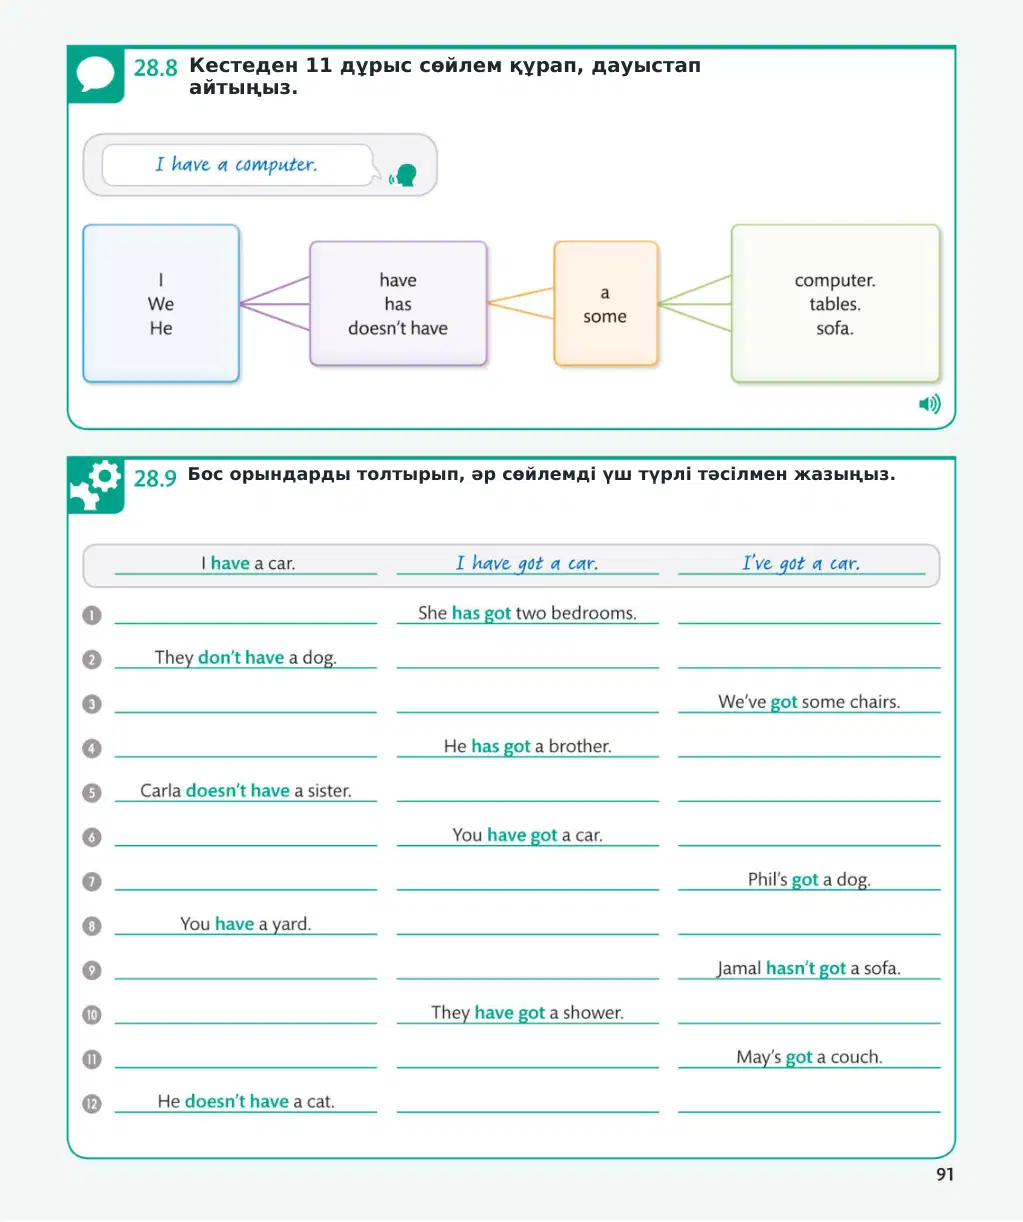 28.8 Кестеден 11 дұрыс сөйлем құрап, дауыстап
айтыңыз.
I have a computer.
I
We
He
have
has
doesn't have
a
some
computer.
tables.
sofa.
28.9 Бос орындарды толтырып, әр сөйлемді үш түрлі тәсілмен жазыңыз.
I have a car. I have got a car. I've got a car.
1 She has got two bedrooms.
2 They don't have a dog.
3 We've got some chairs.
4 He has got a brother.
5 Carla doesn't have a sister.
6 You have got a car.
7 Phil's got a dog.
8 You have a yard.
9 Jamal hasn't got a sofa.
10 They have got a shower.
11 May's got a couch.
12 He doesn't have a cat.
91